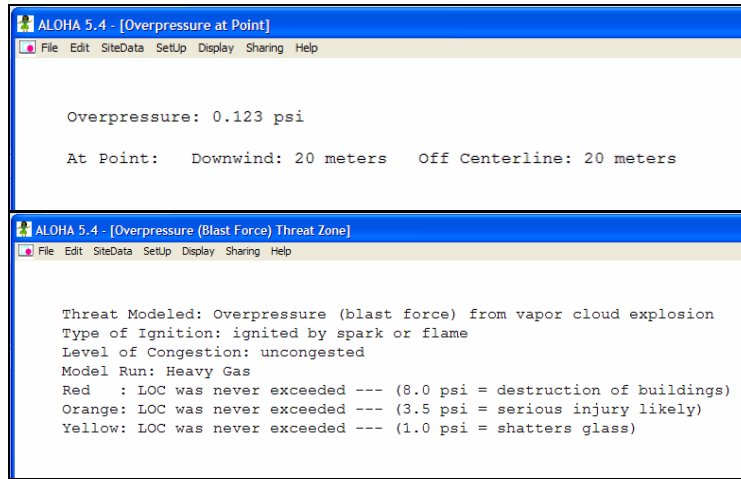 ALOHA 5.4 - [Overpressure at Point]
File Edit SiteData SetUp Display Sharing Help
Overpressure: 0.123 psi
At Point: Downwind: 20 meters Off Centerline: 20 meters
ALOHA 5.4 - [Overpressure (Blast Force) Threat Zone]
File Edit SiteData SetUp Display Sharing Help
Threat Modeled: Overpressure (blast force) from vapor cloud explosion
Type of Ignition: ignited by spark or flame
Level of Congestion: uncongested
Model Run: Heavy Gas
Red : LOC was never exceeded --- (8.0 psi = destruction of buildings)
Orange: LOC was never exceeded --- (3.5 psi = serious injury likely)
Yellow: LOC was never exceeded --- (1.0 psi = shatters glass)